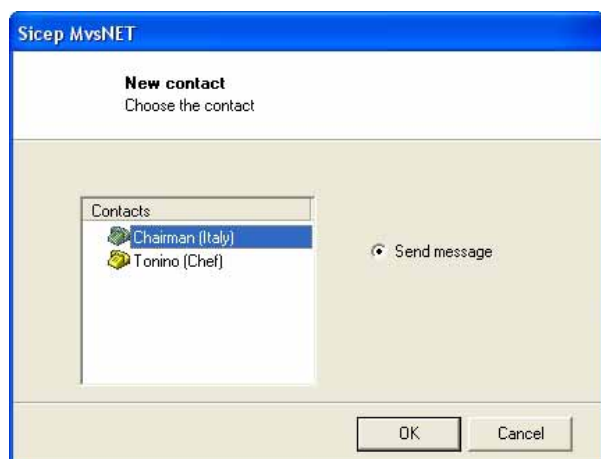 Sicep MvsNET
New contact
Choose the contact
Contacts
Chairman (Italy)
Tonino (Chef)
Send message
OK
Cancel